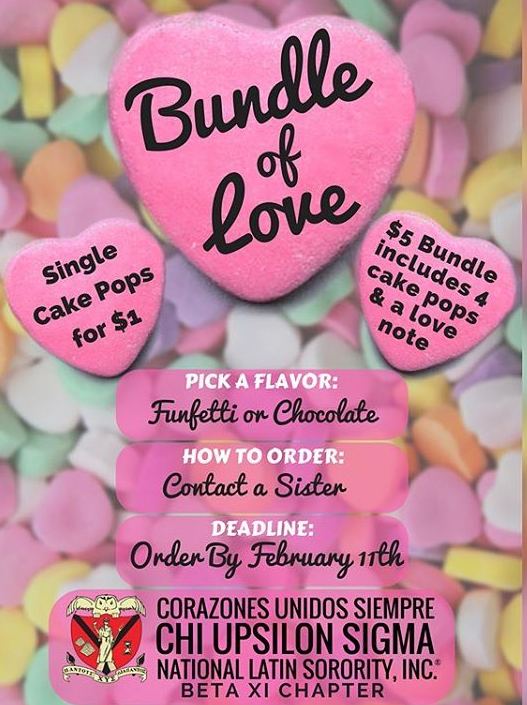 Bundle
of
Love
Single
Cake Pops
for $1
$5 Bundle
includes 4
cake pops
& a love
note
PICK A FLAVOR:
Funfetti or Chocolate
HOW TO ORDER:
Contact a Sister
DEADLINE:
Order By February 11th
CORAZONES UNIDOS SIEMPRE
CHI UPSILON SIGMA
NATIONAL LATIN SORORITY, INC.®
BETA XI CHAPTER